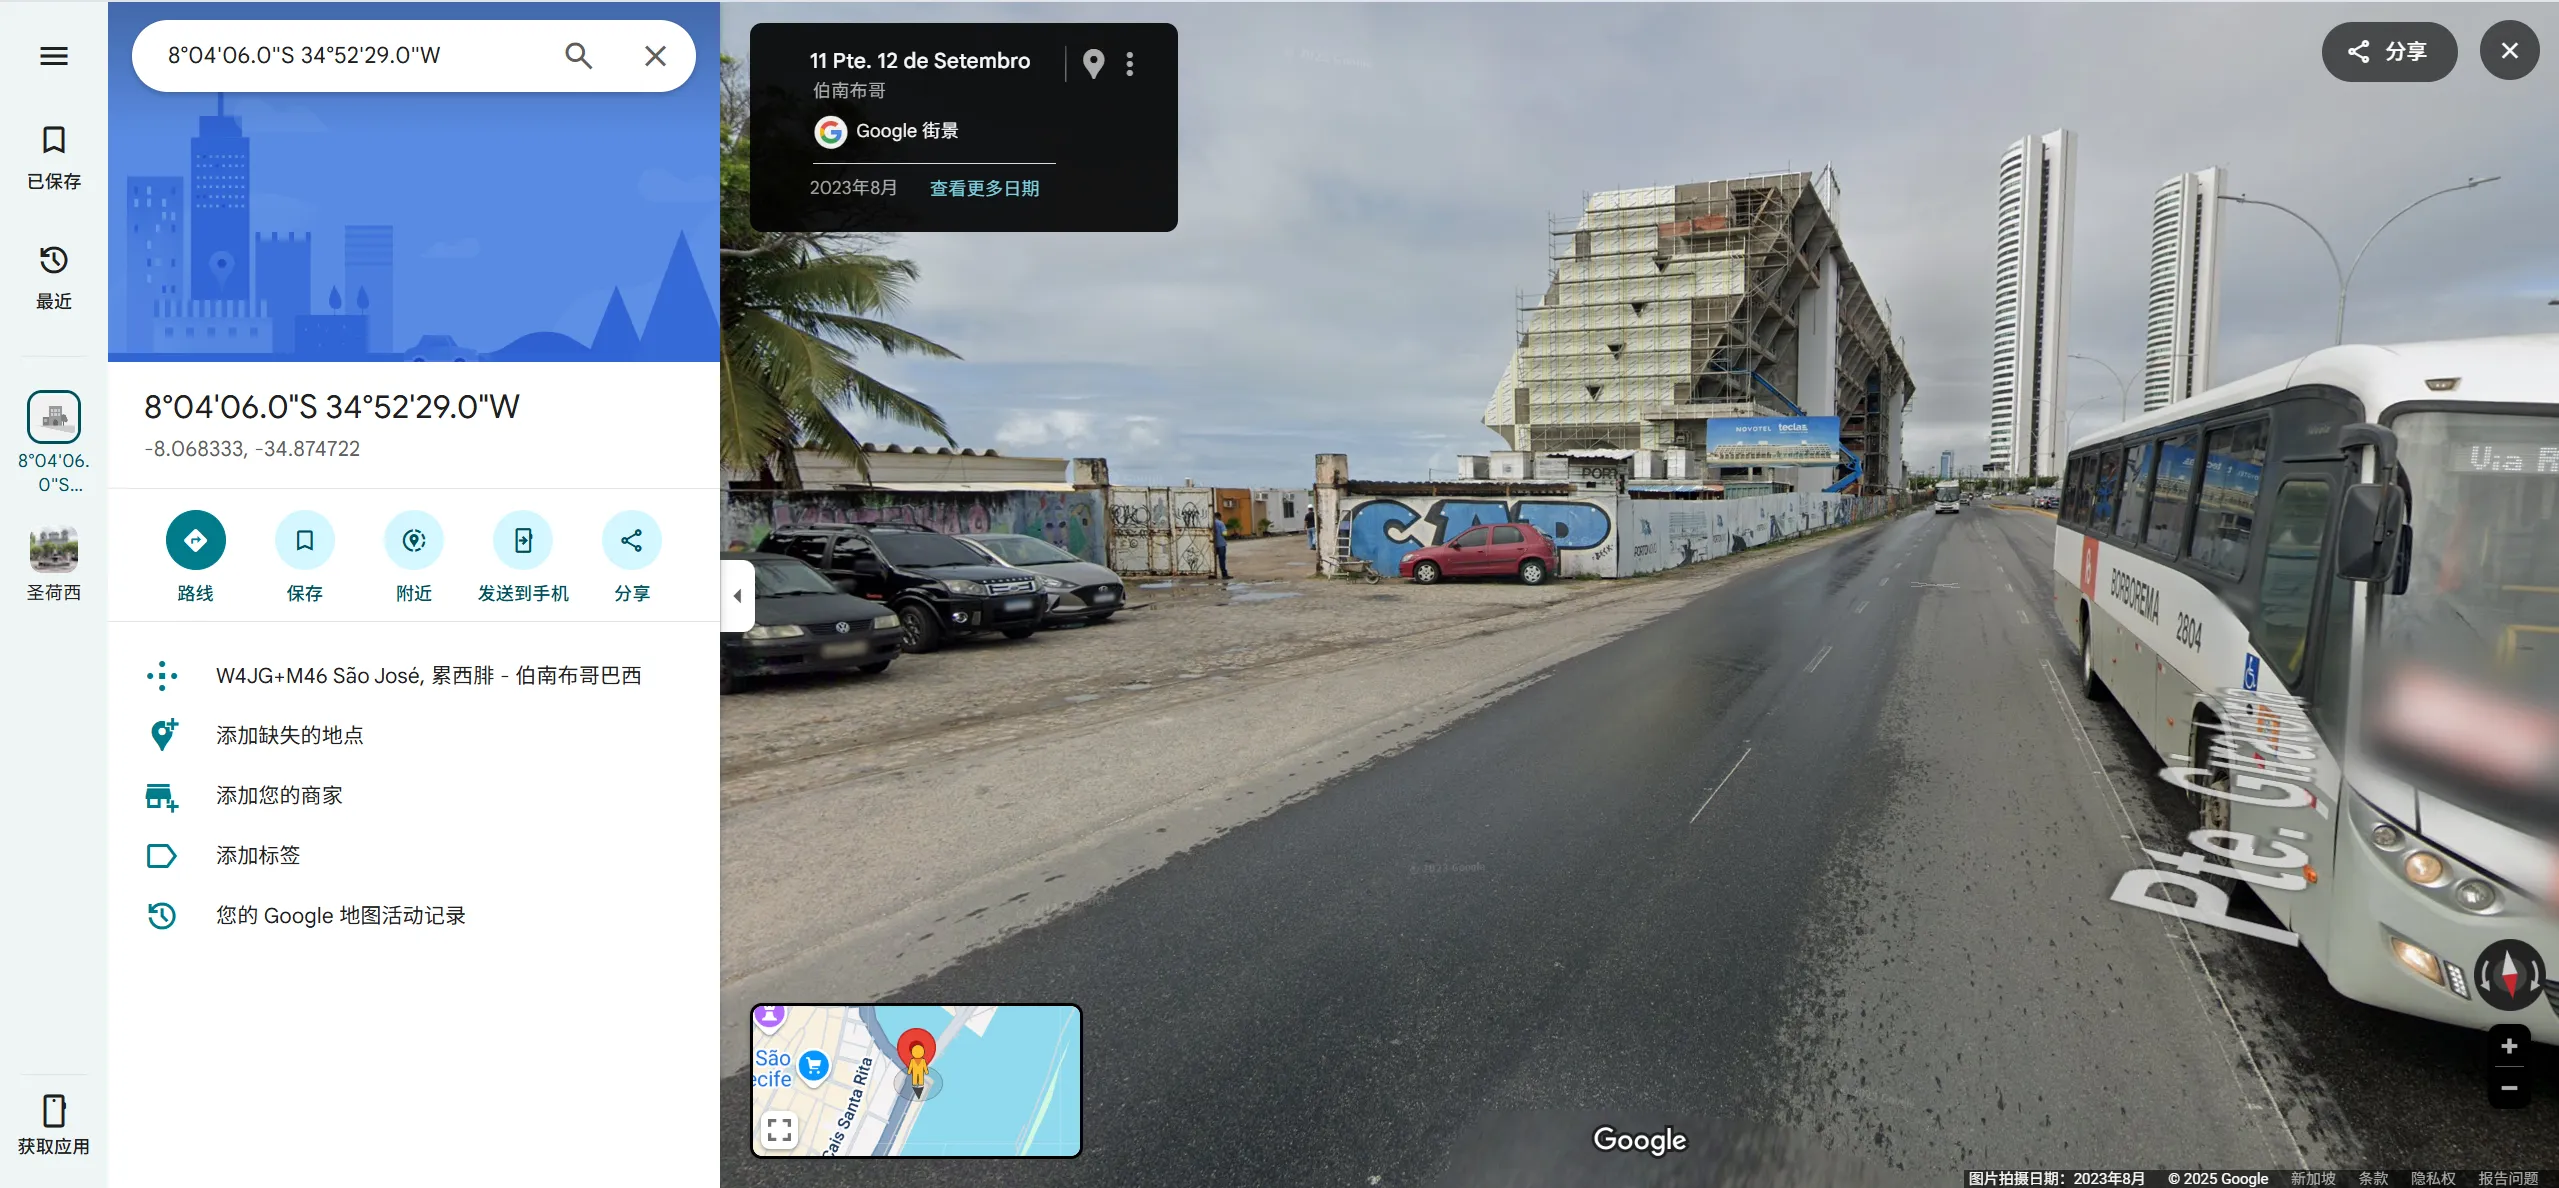 8°04'06.0"S 34°52'29.0"W
已保存
最近
8°04'06.
0"S...
圣荷西
获取应用
8°04'06.0"S 34°52'29.0"W
-8.068333, -34.874722
路线
保存
附近
发送到手机
分享
W4JG+M46 São José, 累西腓 - 伯南布哥巴西
添加缺失的地点
添加您的商家
添加标签
您的 Google 地图活动记录
11 Pte. 12 de Setembro
伯南布哥
Google 街景
2023年8月
查看更多日期
分享
NOVOTEL teclas
PORT
CAP
BORBOREMA
2804
Pte. Girató
São
ecife
Cais Santa Rita
Google
© 2023 Google
图片拍摄日期：2023年8月
© 2025 Google
新加坡
条款
隐私权
报告问题